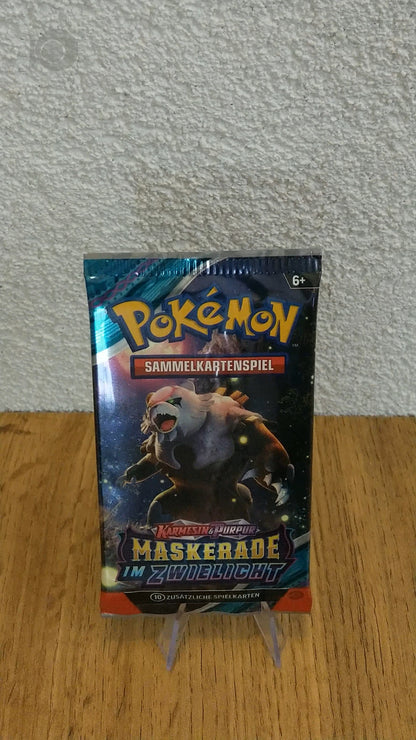 6+
POKÉMON
SAMMELKARTENSPIEL
KARMESIN & PURPUR
MASKERADE
IM ZWIELICHT
10 ZUSÄTZLICHE SPIELKARTEN